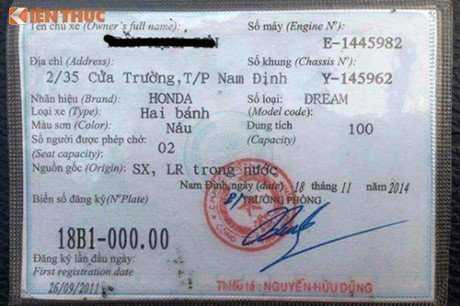 KIẾN THỨC
Tên chủ xe (Owner's full name): Số máy (Engine N°):
E-1445982
Địa chỉ (Address): Số khung (Chassis N°)
2/35 Cửa Trường,T/P Nam Định Y-145962
Nhãn hiệu (Brand): HONDA Số loại: DREAM
Loại xe (Type): Hai bánh (Model code):
Màu sơn (Color): Nâu Dung tích 100
Số người được phép chở: 02 (Capacity)
(Seat capacity):
Nguồn gốc (Origin): SX, LR trong nước
Nam Định, ngày (date) 18 11 năm 2014
Biển số đăng ký(N°Plate) TRƯỞNG PHÒNG
18B1-000.00
Đăng ký lần đầu ngày:
First registration date
26/09/2011 Thiếu tá: NGUYỄN HỮU DŨNG